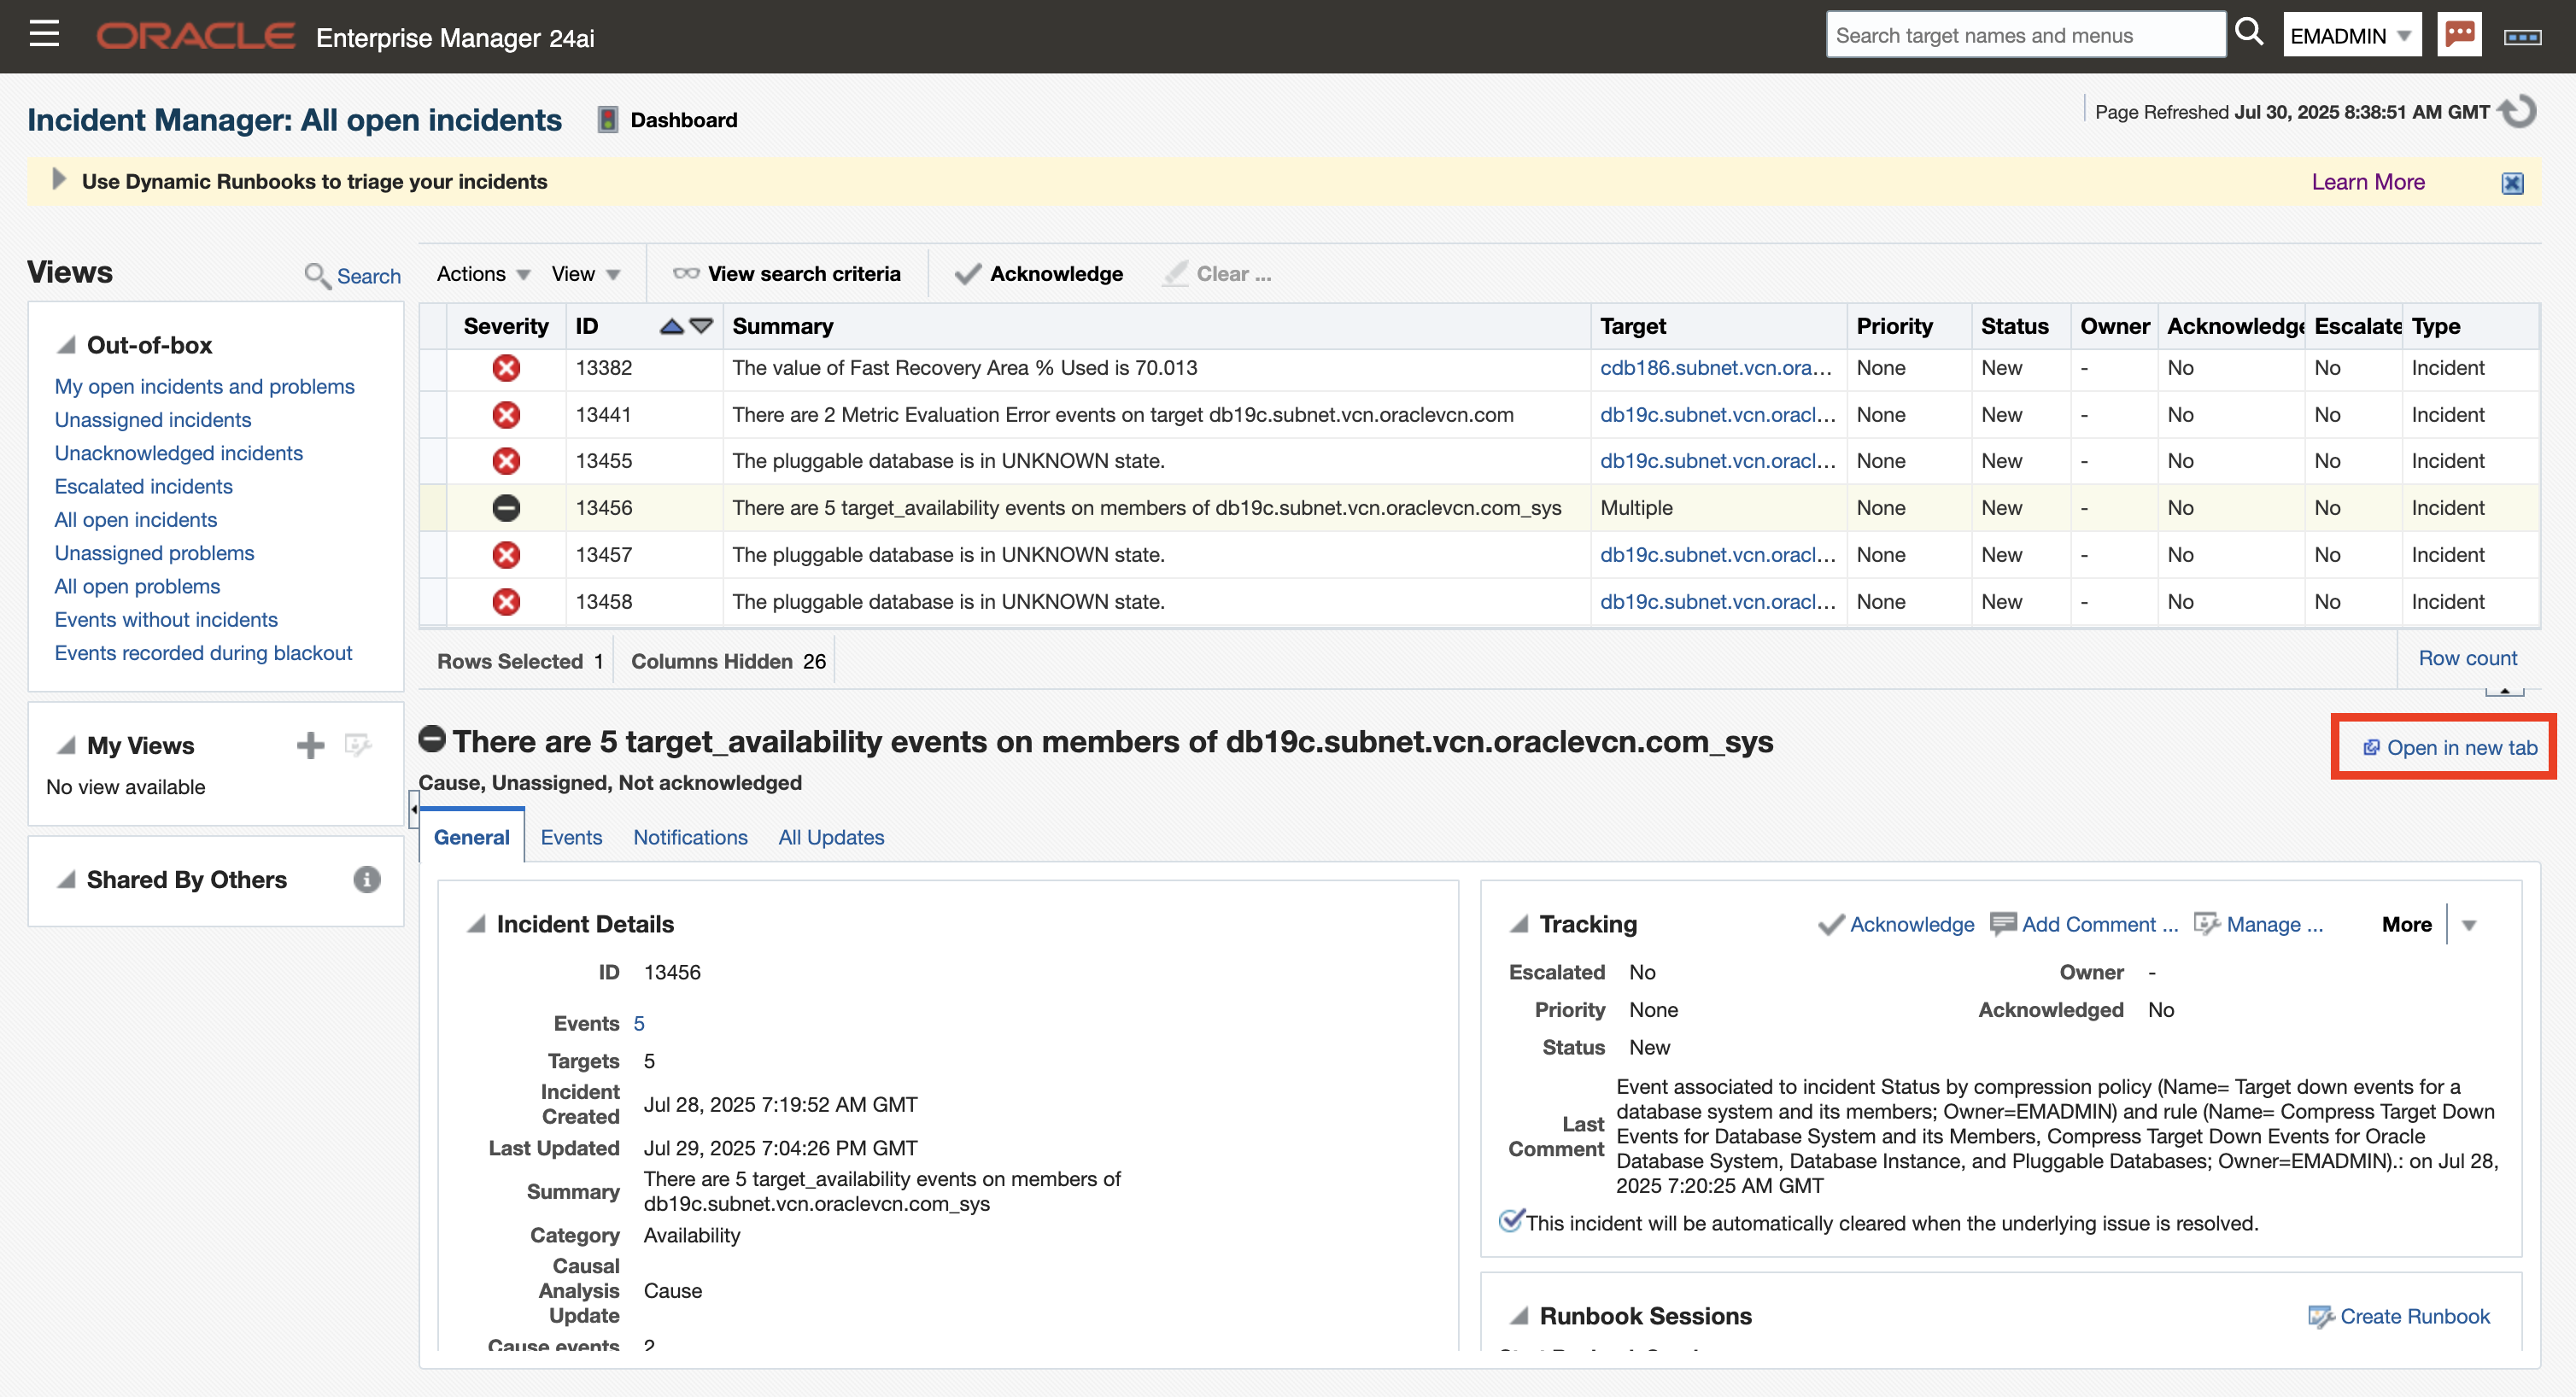 ORACLE Enterprise Manager 24ai
Search target names and menus
EMADMIN
Incident Manager: All open incidents
Dashboard
Page Refreshed Jul 30, 2025 8:38:51 AM GMT
Use Dynamic Runbooks to triage your incidents
Learn More
Views
Search
Out-of-box
My open incidents and problems
Unassigned incidents
Unacknowledged incidents
Escalated incidents
All open incidents
Unassigned problems
All open problems
Events without incidents
Events recorded during blackout
My Views
No view available
Shared By Others
Actions View View search criteria Acknowledge Clear ...
Severity ID Summary Target Priority Status Owner Acknowledge Escalate Type
13382 The value of Fast Recovery Area % Used is 70.013 cdb186.subnet.vcn.ora... None New - No No Incident
13441 There are 2 Metric Evaluation Error events on target db19c.subnet.vcn.oraclevcn.com db19c.subnet.vcn.oracl... None New - No No Incident
13455 The pluggable database is in UNKNOWN state. db19c.subnet.vcn.oracl... None New - No No Incident
13456 There are 5 target_availability events on members of db19c.subnet.vcn.oraclevcn.com_sys Multiple None New - No No Incident
13457 The pluggable database is in UNKNOWN state. db19c.subnet.vcn.oracl... None New - No No Incident
13458 The pluggable database is in UNKNOWN state. db19c.subnet.vcn.oracl... None New - No No Incident
Rows Selected 1 Columns Hidden 26
Row count
There are 5 target_availability events on members of db19c.subnet.vcn.oraclevcn.com_sys
Open in new tab
Cause, Unassigned, Not acknowledged
General Events Notifications All Updates
Incident Details
ID 13456
Events 5
Targets 5
Incident Created Jul 28, 2025 7:19:52 AM GMT
Last Updated Jul 29, 2025 7:04:26 PM GMT
Summary There are 5 target_availability events on members of
db19c.subnet.vcn.oraclevcn.com_sys
Category Availability
Causal Analysis Update Cause
Cause events 2
Tracking
Acknowledge Add Comment ... Manage ... More
Escalated No
Owner -
Priority None
Acknowledged No
Status New
Last Comment
Event associated to incident Status by compression policy (Name= Target down events for a
database system and its members; Owner=EMADMIN) and rule (Name= Compress Target Down
Events for Database System and its Members, Compress Target Down Events for Oracle
Database System, Database Instance, and Pluggable Databases; Owner=EMADMIN).: on Jul 28,
2025 7:20:25 AM GMT
This incident will be automatically cleared when the underlying issue is resolved.
Runbook Sessions
Create Runbook